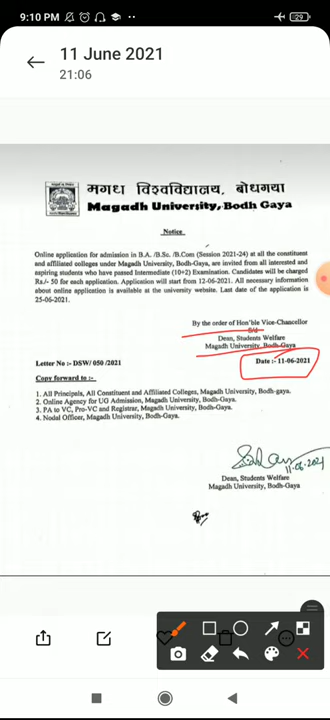 9:10 PM
29
11 June 2021
21:06
मगध विश्वविद्यालय, बोधगया
Magadh University, Bodh Gaya
Notice
Online application for admission in B.A. /B.Sc. /B.Com (Session 2021-24) at all the constituent
and affiliated colleges under Magadh University, Bodh-Gaya, are invited from all interested and
aspiring students who have passed Intermediate (10+2) Examination. Candidates will be charged
Rs./- 50 for each application. Application will start from 12-06-2021. All necessary information
about online application is available at the university website. Last date of the application is
25-06-2021.
By the order of Hon'ble Vice-Chancellor
Sd/
Dean, Students Welfare
Magadh University, Bodh-Gaya
Letter No :- DSW/ 050 /2021
Date :- 11-06-2021
Copy forward to :-
1. All Principals, All Constituent and Affiliated Colleges, Magadh University, Bodh-gaya.
2. Online Agency for UG Admission, Magadh University, Bodh-Gaya.
3. PA to VC, Pro-VC and Registrar, Magadh University, Bodh-Gaya.
4. Nodal Officer, Magadh University, Bodh-Gaya.
11-06-2021
Dean, Students Welfare
Magadh University, Bodh-Gaya